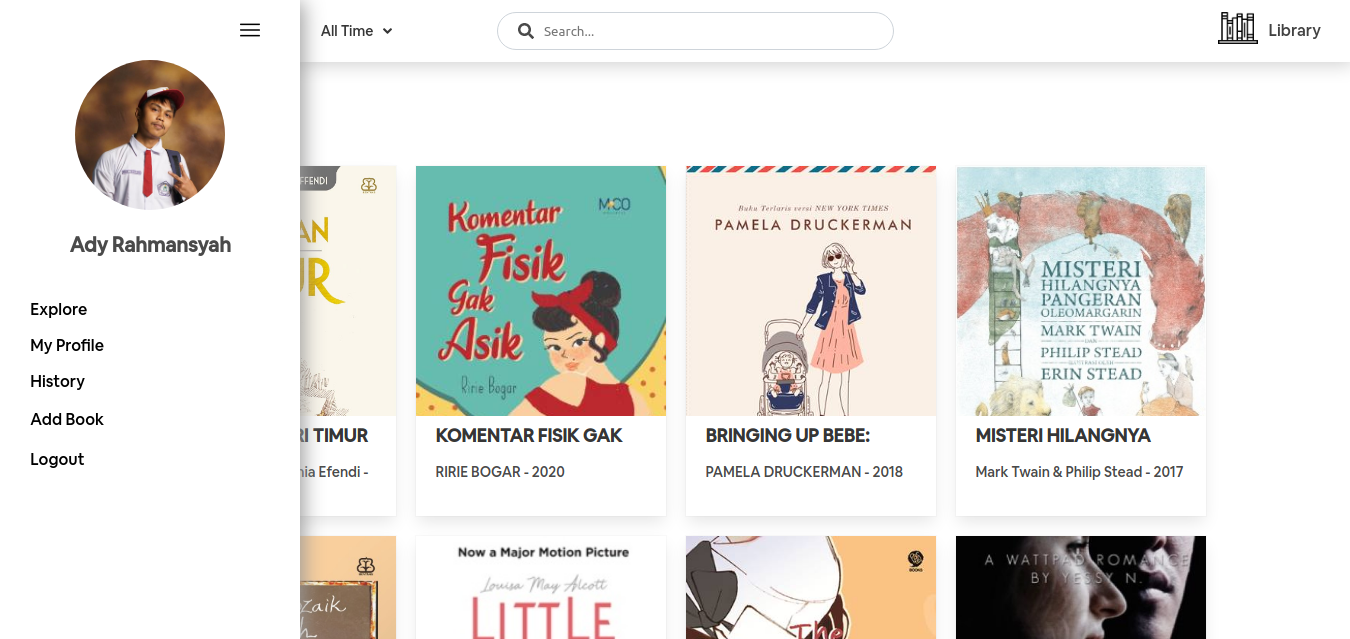 All Time
Search...
Library
Ady Rahmansyah
Explore
My Profile
History
Add Book
Logout
FFENDI
AN
UR
RI TIMUR
nia Efendi -
Komentar
Fisik
Gak
Asik
MCO
Ririe Bogar
KOMENTAR FISIK GAK
RIRIE BOGAR - 2020
Buku Terlaris versi NEW YORK TIMES
PAMELA DRUCKERMAN
BRINGING UP BEBE:
PAMELA DRUCKERMAN - 2018
MISTERI
HILANGNYA
PANGERAN
OLEOMARGARIN
MARK TWAIN
DAN
PHILIP STEAD
ERIN STEAD
MISTERI HILANGNYA
Mark Twain & Philip Stead - 2017
zaik
h
Now a Major Motion Picture
Louisa May Alcott
LITTLE
BOOKS
The
A WATTPAD ROMANCE
BY YESSY N.